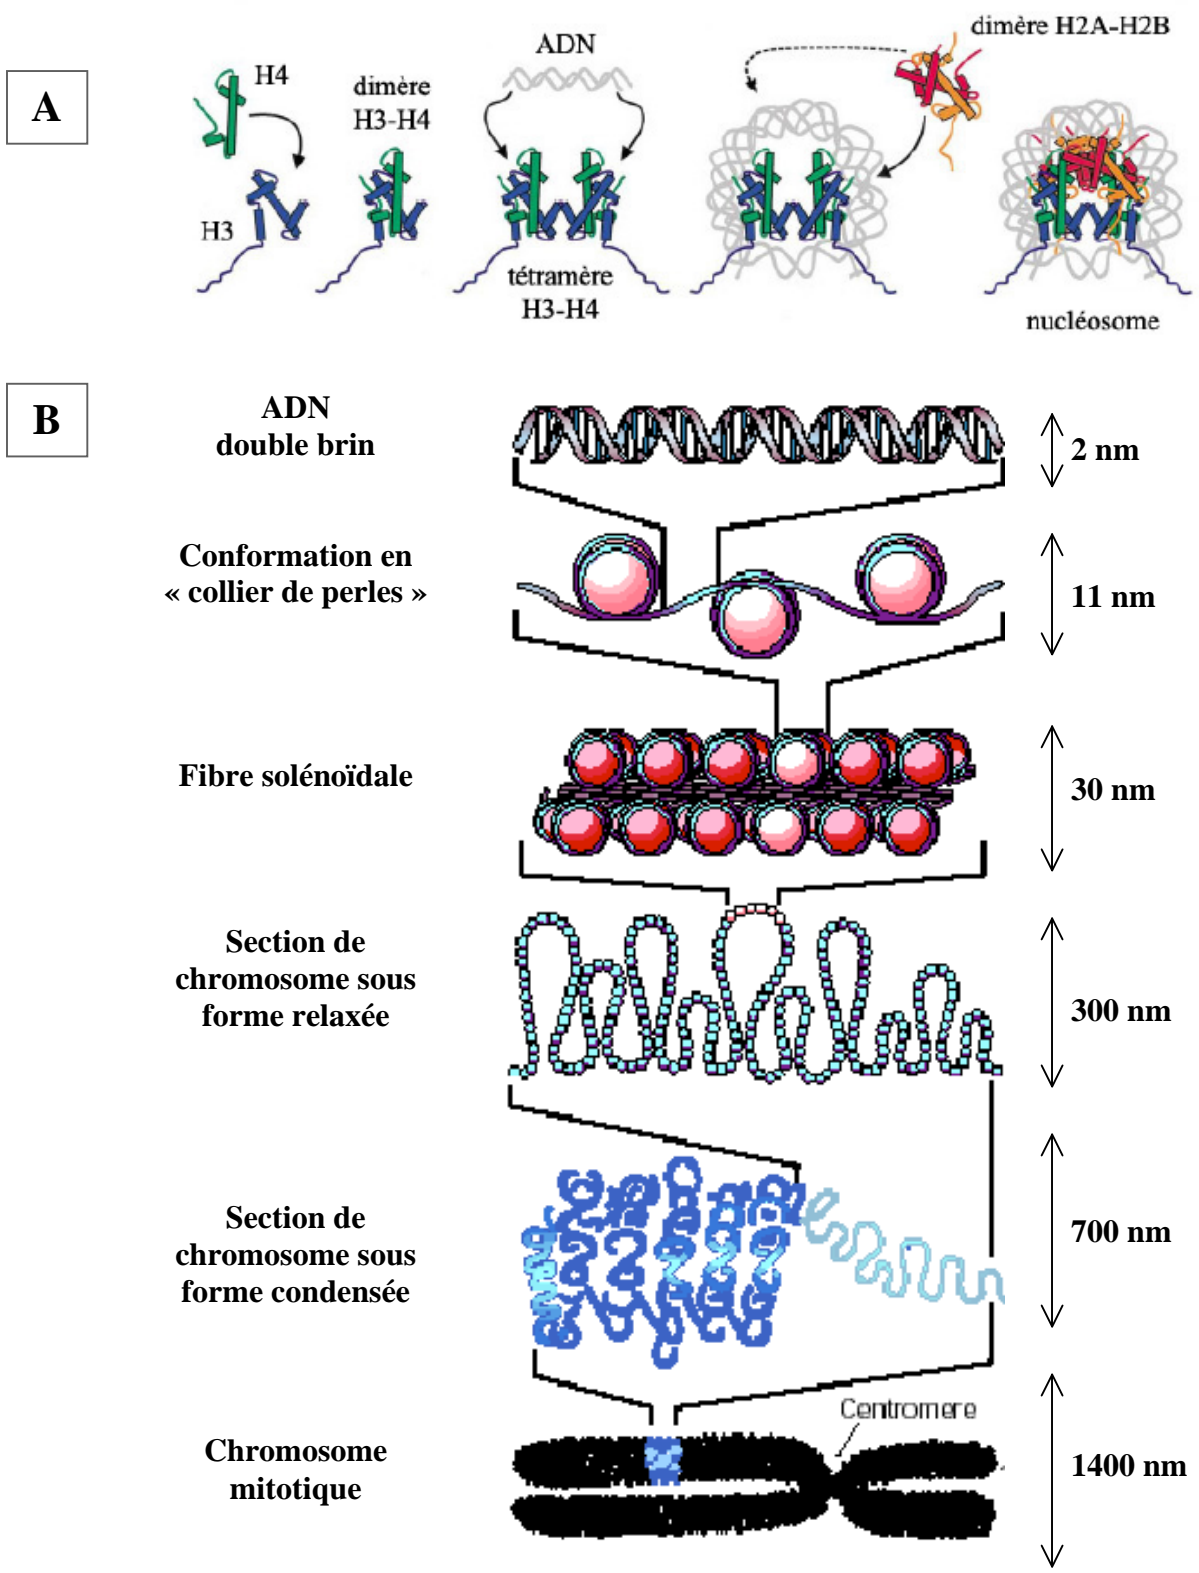 A
H4
H3
dimère
H3-H4
ADN
tétramère
H3-H4
dimère H2A-H2B
nucléosome
B
ADN
double brin
2 nm
Conformation en
« collier de perles »
11 nm
Fibre solénoïdale
30 nm
Section de
chromosome sous
forme relaxée
300 nm
Section de
chromosome sous
forme condensée
700 nm
Centromere
Chromosome
mitotique
1400 nm